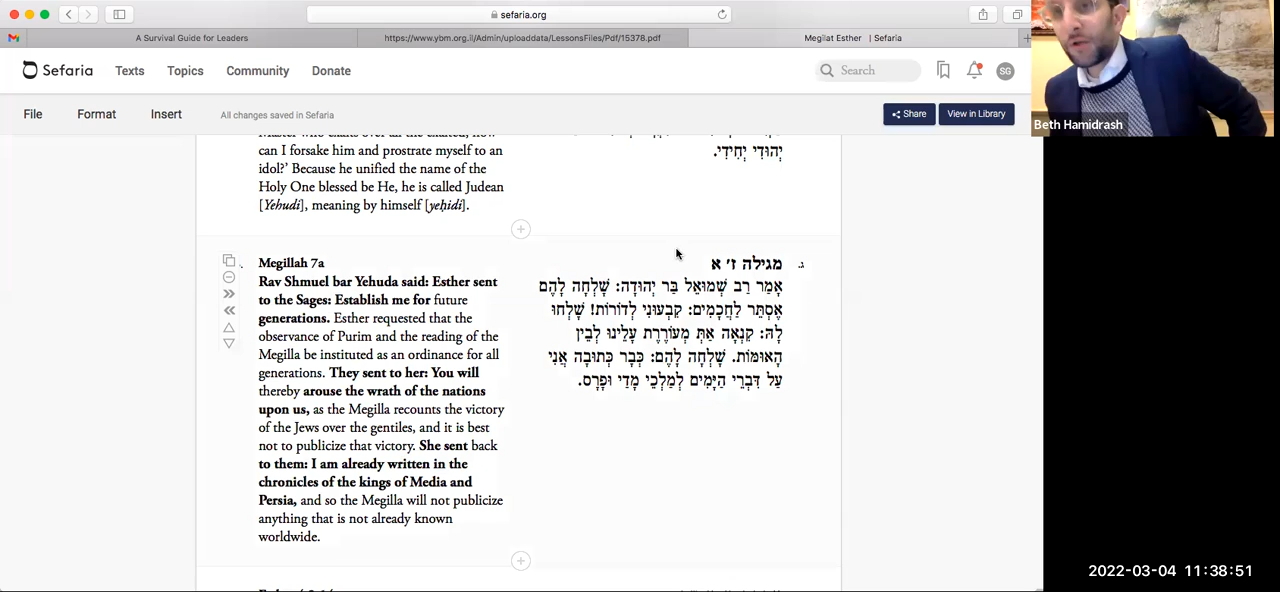 sefaria.org
A Survival Guide for Leaders
https://www.ybm.org.il/Admin/uploaddata/LessonsFiles/Pdf/15378.pdf
Megilat Esther | Sefaria
Sefaria
Texts
Topics
Community
Donate
Search
SG
File
Format
Insert
All changes saved in Sefaria
Share
View in Library
Beth Hamidrash
can I forsake him and prostrate myself to an
idol?' Because he unified the name of the
Holy One blessed be He, he is called Judean
[Yehudi], meaning by himself [yeḥidi].
יְהוּדִי יְחִידִי.
Megillah 7a
Rav Shmuel bar Yehuda said: Esther sent
to the Sages: Establish me for future
generations. Esther requested that the
observance of Purim and the reading of the
Megilla be instituted as an ordinance for all
generations. They sent to her: You will
thereby arouse the wrath of the nations
upon us, as the Megilla recounts the victory
of the Jews over the gentiles, and it is best
not to publicize that victory. She sent back
to them: I am already written in the
chronicles of the kings of Media and
Persia, and so the Megilla will not publicize
anything that is not already known
worldwide.
ג.
מגילה ז׳ א
אָמַר רַב שְׁמוּאֵל בַּר יְהוּדָה: שָׁלְחָה לָהֶם
אֶסְתֵּר לַחֲכָמִים: קִבְעוּנִי לְדוֹרוֹת! שָׁלְחוּ
לָהּ: קִנְאָה אַתְּ מְעוֹרֶרֶת עָלֵינוּ לְבֵין
הָאוּמּוֹת. שָׁלְחָה לָהֶם: כְּבָר כְּתוּבָה אֲנִי
עַל דִּבְרֵי הַיָּמִים לְמַלְכֵי מָדַי וּפָרָס.
2022-03-04 11:38:51